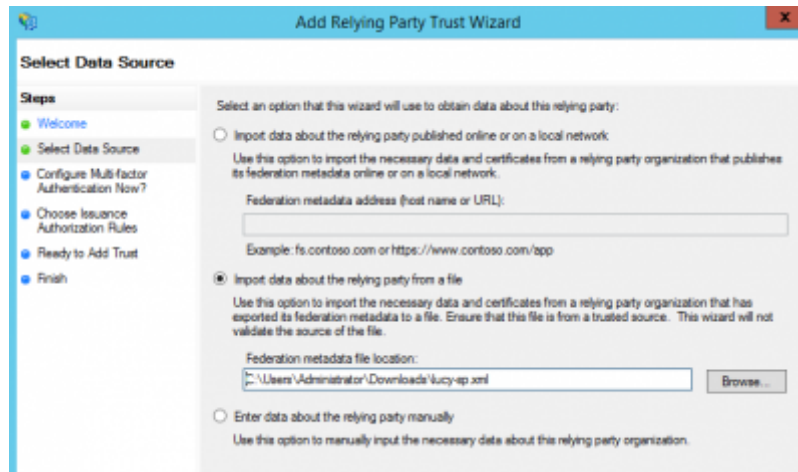 Add Relying Party Trust Wizard
x
Select Data Source
Steps
Welcome
Select Data Source
Configure Multi-factor
Authentication Now?
Choose Issuance
Authorization Rules
Ready to Add Trust
Finish
Select an option that this wizard will use to obtain data about this relying party:
Import data about the relying party published online or on a local network
Use this option to import the necessary data and certificates from a relying party organization that publishes
its federation metadata online or on a local network.
Federation metadata address (host name or URL):
Example: fs.contoso.com or https://www.contoso.com/app
Import data about the relying party from a file
Use this option to import the necessary data and certificates from a relying party organization that has
exported its federation metadata to a file. Ensure that this file is from a trusted source. This wizard will not
validate the source of the file.
Federation metadata file location:
C:\Users\Administrator\Downloads\lucy-sp.xml
Browse...
Enter data about the relying party manually
Use this option to manually input the necessary data about this relying party organization.